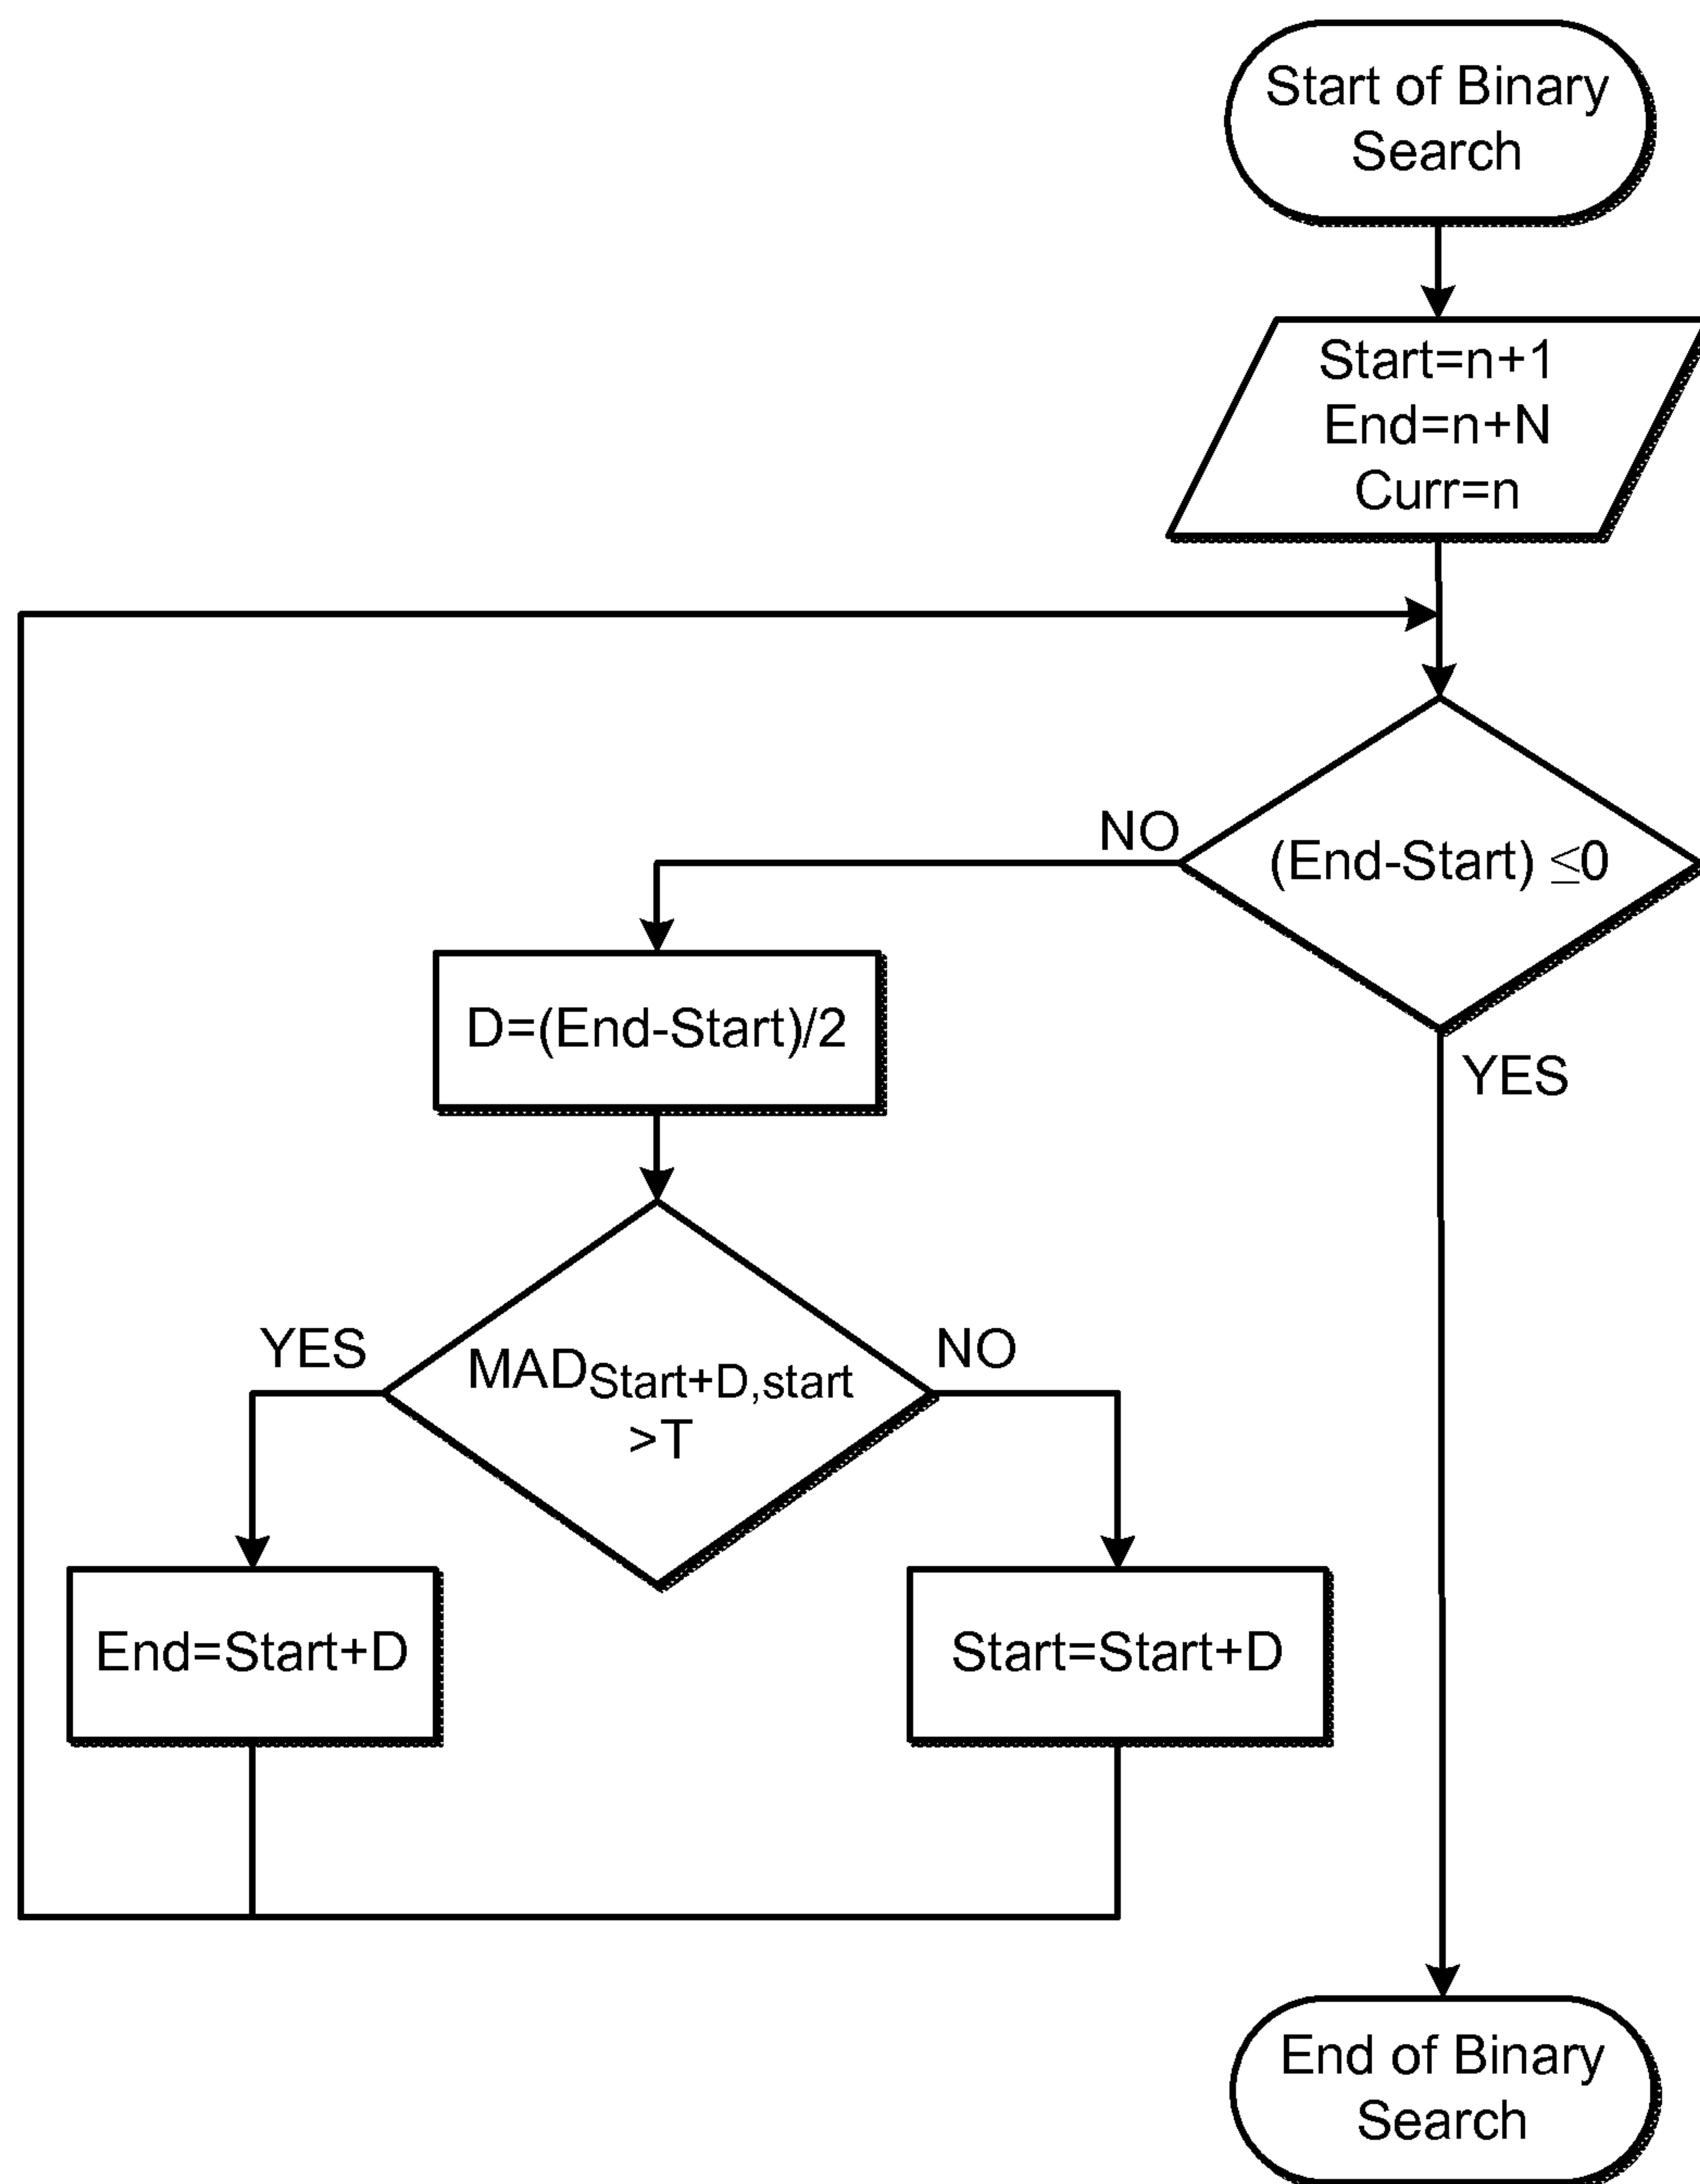 Start of Binary
Search
Start=n+1
End=n+N
Curr=n
NO
(End-Start) ≤0
D=(End-Start)/2
YES
YES
MADStart+D,start
>T
NO
End=Start+D
Start=Start+D
End of Binary
Search